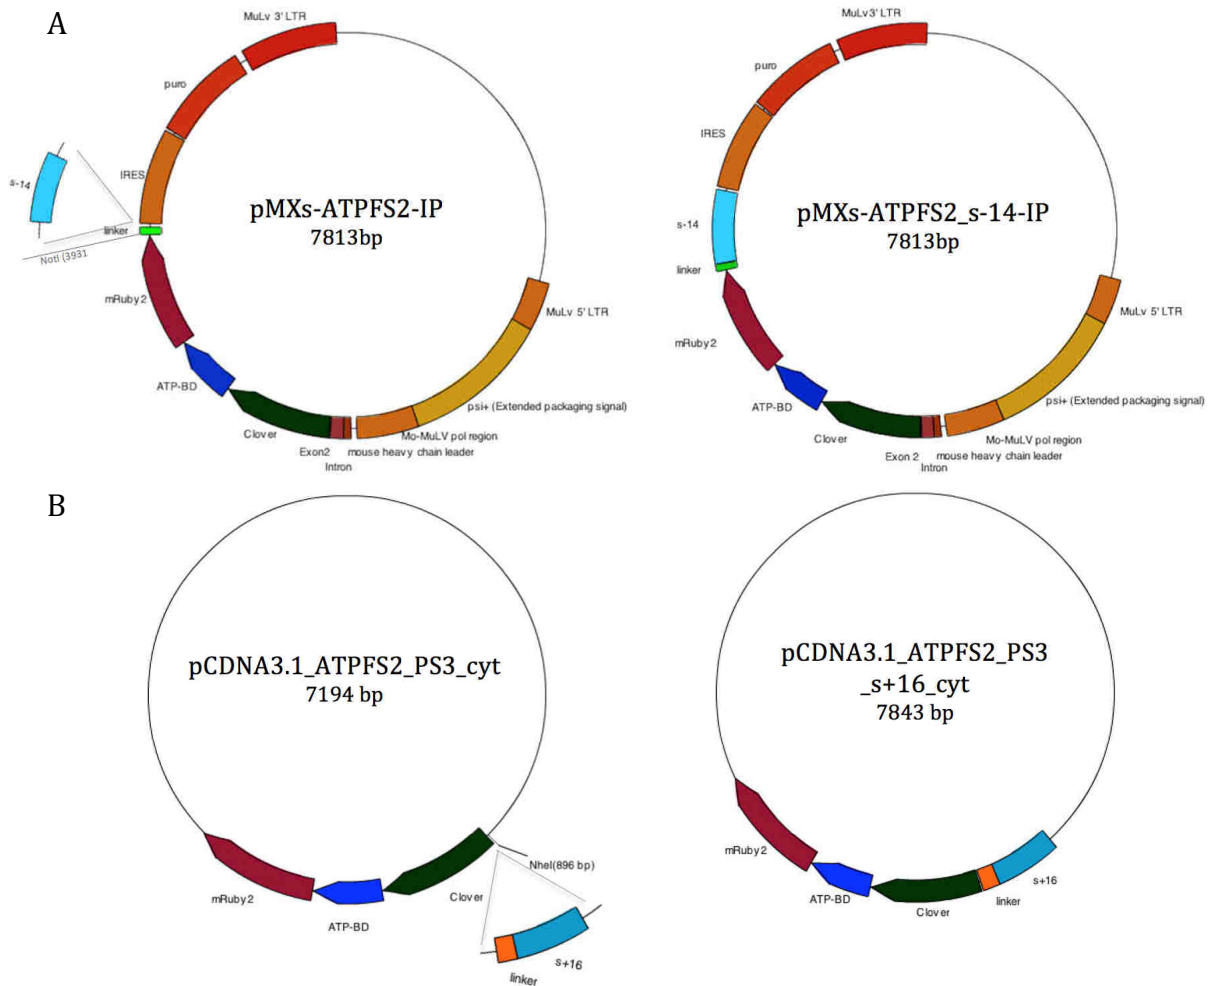 A
MuLv 3' LTR
puro
IRES
s-14
linker
NotI (3931
mRuby2
ATP-BD
Clover
Exon2
Intron
mouse heavy chain leader
Mo-MuLV pol region
psi+ (Extended packaging signal)
MuLv 5' LTR
pMXs-ATPFS2-IP
7813bp
MuLv3' LTR
puro
IRES
s-14
linker
mRuby2
ATP-BD
Clover
Exon 2
Intron
mouse heavy chain leader
Mo-MuLV pol region
psi+ (Extended packaging signal)
MuLv 5' LTR
pMXs-ATPFS2_s-14-IP
7813bp
B
pCDNA3.1_ATPFS2_PS3_cyt
7194 bp
NheI(896 bp)
Clover
ATP-BD
mRuby2
linker
s+16
pCDNA3.1_ATPFS2_PS3
_s+16_cyt
7843 bp
mRuby2
ATP-BD
Clover
linker
s+16